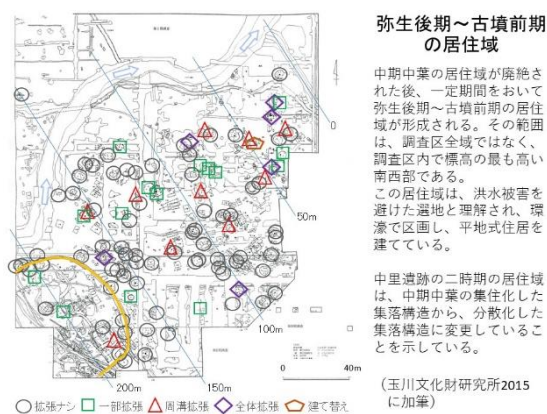 弥生後期~古墳前期
の居住域
中期中葉の居住域が廃絶さ
れた後、一定期間をおいて
弥生後期~古墳前期の居住
域が形成される。その範囲
は、調査区全域ではなく、
調査区内で標高の最も高い
南西部である。
この居住域は、洪水被害を
避けた選地と理解され、環
濠で区画し、平地式住居を
建てている。
中里遺跡の二時期の居住域
は、中期中葉の集住化した
集落構造から、分散化した
集落構造に変更しているこ
とを示している。
(玉川文化財研究所2015
に加筆)
0
50m
100m
200m
0
40m
拡張ナシ 一部拡張 周溝拡張 全体拡張 建て替え